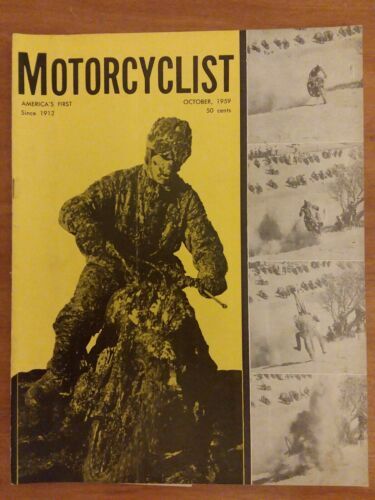 MOTORCYCLIST
AMERICA'S FIRST
Since 1912
OCTOBER, 1959
50 cents